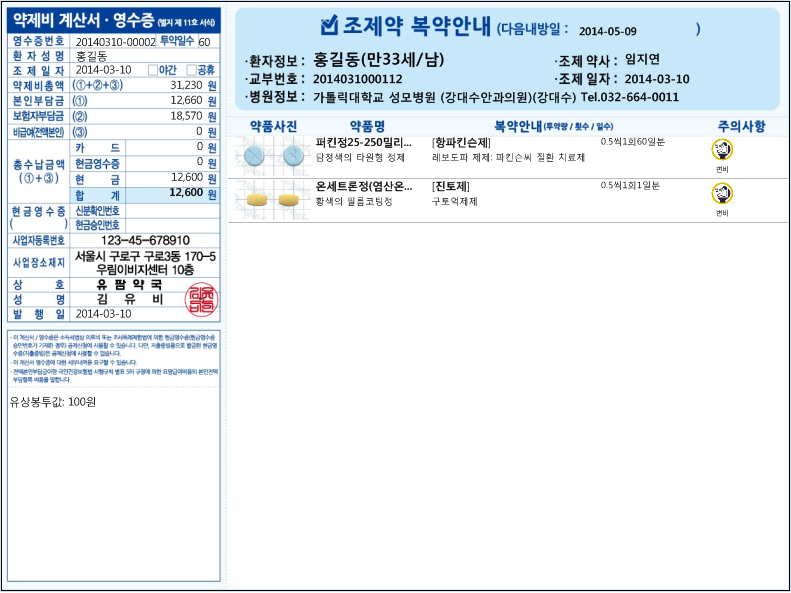 약제비 계산서 · 영수증 (별지 제 11호 서식)
영수증번호 20140310-00002 투약일수 60
환자성명 홍길동
조제일자 2014-03-10 야간 공휴
약제비총액 (①+②+③) 31,230 원
본인부담금 (①) 12,660 원
보험자부담금 (②) 18,570 원
비급여(전액본인) (③) 0 원
총수납금액 (①+③)
카드 0 원
현금영수증 0 원
현금 12,600 원
합계 12,600 원
현금영수증 ( )
신분확인번호
현금승인번호
사업자등록번호 123-45-678910
사업장소재지 서울시 구로구 구로3동 170-5
우림이비지센터 10층
상호 유팜약국
성명 김유비
발행일 2014-03-10
- 이 계산서 / 영수증은 소득세법상 의료비 또는 조세특례제한법에 의한 현금영수증(현금영수증
승인번호가 기재된 경우) 공제신청에 사용할 수 있습니다. 다만, 지출증빙용으로 발급된 현금영
수증(지출증빙)은 공제신청에 사용할 수 없습니다.
- 이 계산서 영수증에 대한 세부내역을 요구할 수 있습니다.
- 전액본인부담금이란 국민건강보험법 시행규칙 별표 5의 규정에 의한 요양급여비용의 본인전액
부담항목 비용을 말합니다.
유상봉투값: 100원
조제약 복약안내 (다음내방일 : 2014-05-09 )
·환자정보 : 홍길동(만33세/남) ·조제 약사 : 임지연
·교부번호 : 2014031000112 ·조제 일자 : 2014-03-10
·병원정보 : 가톨릭대학교 성모병원 (강대수안과의원)(강대수) Tel.032-664-0011
약품사진 약품명 복약안내(투약량 / 횟수 / 일수) 주의사항
퍼킨정25-250밀리... [항파킨슨제] 0.5씩1회60일분
담청색의 타원형 정제 레보도파 제제: 파킨슨씨 질환 치료제
변비
온세트론정(염산온... [진토제] 0.5씩1회1일분
황색의 필름코팅정 구토억제제
변비